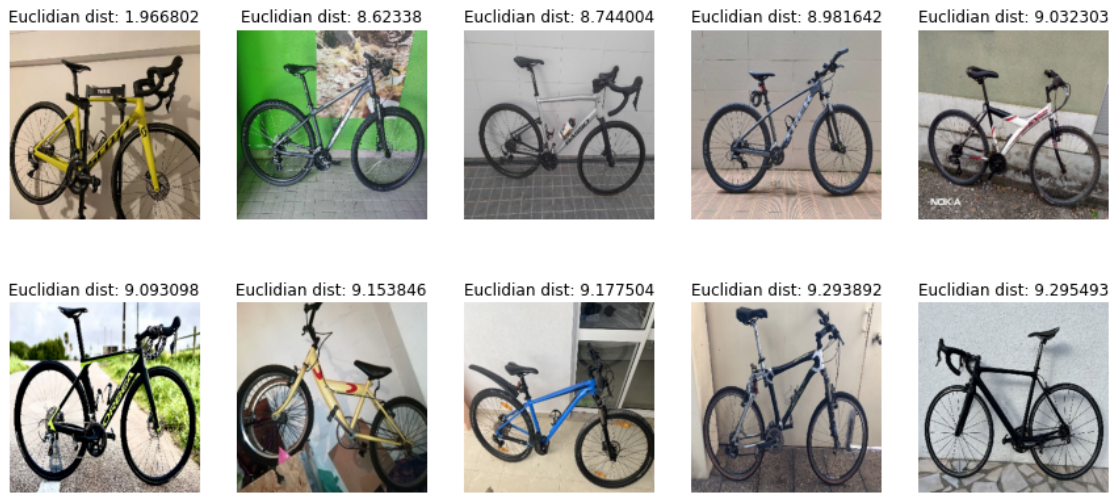 Euclidian dist: 1.966802
Euclidian dist: 8.62338
Euclidian dist: 8.744004
Euclidian dist: 8.981642
Euclidian dist: 9.032303
NOKIA
Euclidian dist: 9.093098
Euclidian dist: 9.153846
Euclidian dist: 9.177504
Euclidian dist: 9.293892
Euclidian dist: 9.295493